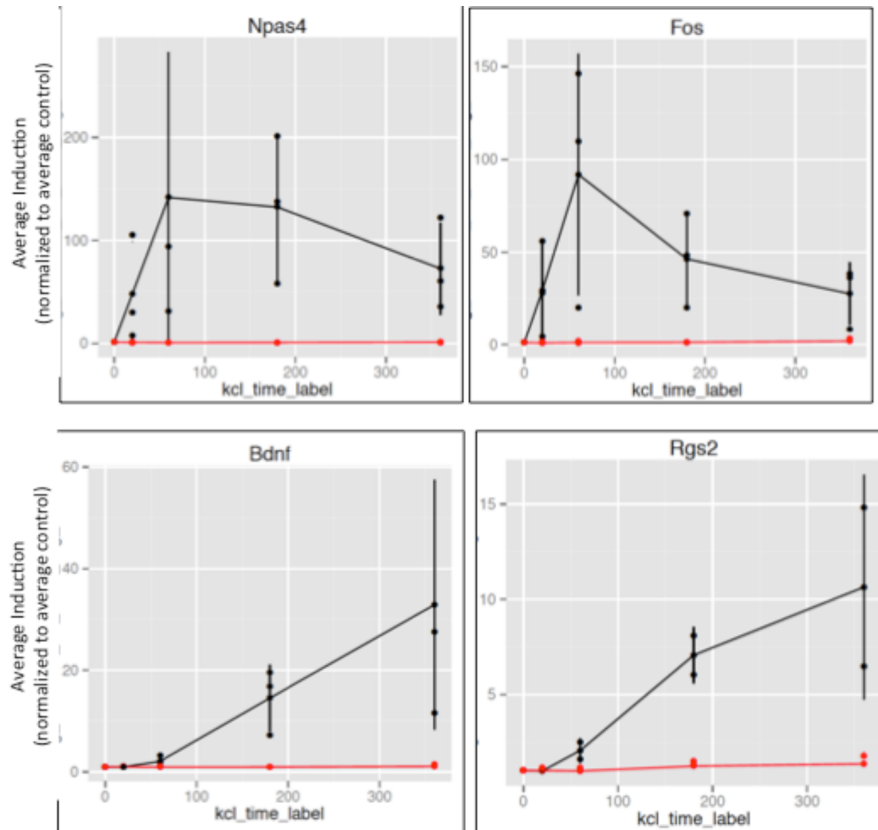 Npas4
Average Induction
(normalized to average control)
200
100
0
0 100 200 300
kcl_time_label
Fos
150
100
50
0
0 100 200 300
kcl_time_label
Bdnf
Average Induction
(normalized to average control)
60
40
20
0
0 100 200 300
kcl_time_label
Rgs2
15
10
5
0 100 200 300
kcl_time_label